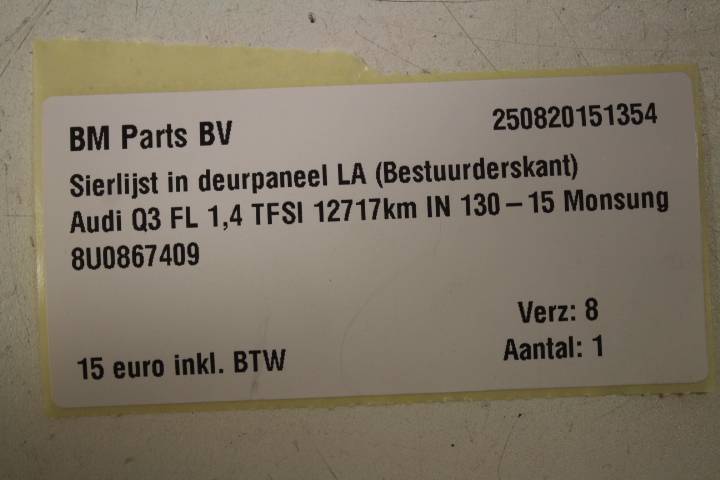 BM Parts BV 250820151354
Sierlijst in deurpaneel LA (Bestuurderskant)
Audi Q3 FL 1,4 TFSI 12717km IN 130 – 15 Monsung
8U0867409
Verz: 8
15 euro inkl. BTW Aantal: 1